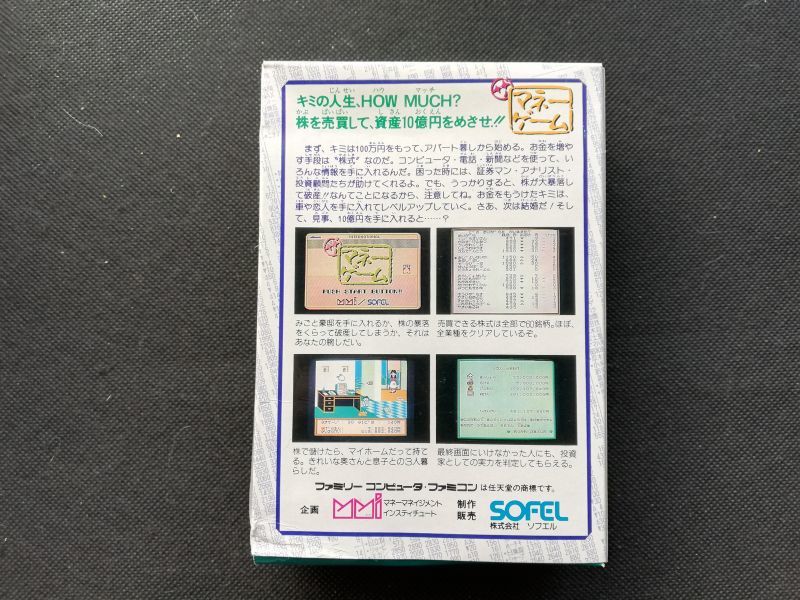 キミの人生、HOW MUCH?
株を売買して、資産10億円をめざせ!!
マネー
ゲーム
まず、キミは100万円をもって、アパート暮しから始める。お金を増や
す手段は"株式"なのだ。コンピュータ・電話・新聞などを使って、い
ろんな情報を手に入れるんだ。困った時には、証券マン・アナリスト・
投資顧問たちが助けてくれるよ。でも、うっかりすると、株が大暴落し
て破産!!なんてことになるから、注意してね。お金をもうけたキミは、
車や恋人を手に入れてレベルアップしていく。さあ、次は結婚だ!そし
て、見事、10億円を手に入れると……?
マネー
ゲーム
PUSH START BUTTON!!
MMi/SOFEL
みごと豪邸を手に入れるか、株の暴落
をくらって破産してしまうか、それは
あなたの腕しだい。
売買できる株式は全部で60銘柄。ほぼ、
全業種をクリアしているぞ。
株で儲けたら、マイホームだって持て
る。きれいな奥さんと息子との3人暮
らしだ。
最終画面にいけなかった人にも、投資
家としての実力を判定してもらえる。
ファミリー コンピュータ・ファミコン は任天堂の商標です。
企画 MMi マネーマネイジメント インスティチュート
制作 販売 SOFEL
株式会社 ソフエル